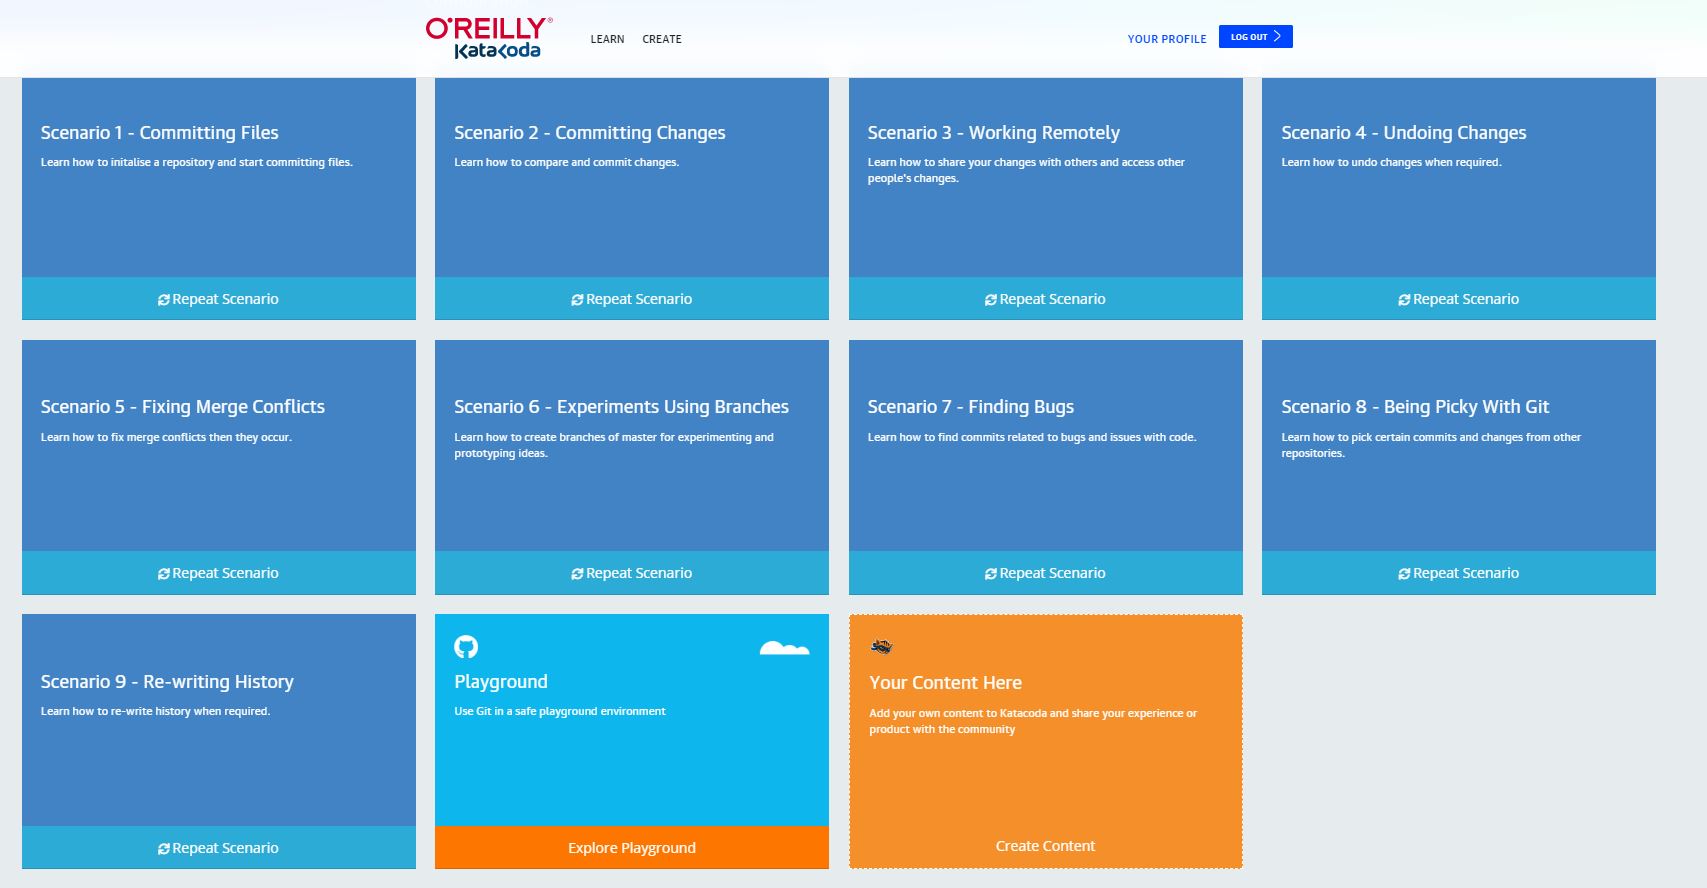 O'REILLY®
Katakoda
LEARN
CREATE
YOUR PROFILE
LOG OUT
Scenario 1 - Committing Files
Learn how to initalise a repository and start committing files.
Repeat Scenario
Scenario 2 - Committing Changes
Learn how to compare and commit changes.
Repeat Scenario
Scenario 3 - Working Remotely
Learn how to share your changes with others and access other
people's changes.
Repeat Scenario
Scenario 4 - Undoing Changes
Learn how to undo changes when required.
Repeat Scenario
Scenario 5 - Fixing Merge Conflicts
Learn how to fix merge conflicts then they occur.
Repeat Scenario
Scenario 6 - Experiments Using Branches
Learn how to create branches of master for experimenting and
prototyping ideas.
Repeat Scenario
Scenario 7 - Finding Bugs
Learn how to find commits related to bugs and issues with code.
Repeat Scenario
Scenario 8 - Being Picky With Git
Learn how to pick certain commits and changes from other
repositories.
Repeat Scenario
Scenario 9 - Re-writing History
Learn how to re-write history when required.
Repeat Scenario
Playground
Use Git in a safe playground environment
Explore Playground
Your Content Here
Add your own content to Katacoda and share your experience or
product with the community
Create Content